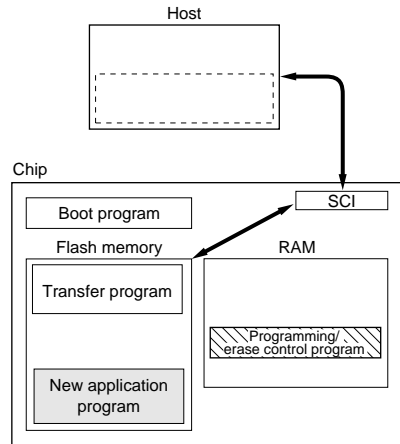 Host
Chip
SCI
Boot program
Flash memory
RAM
Transfer program
Programming/
erase control program
New application
program